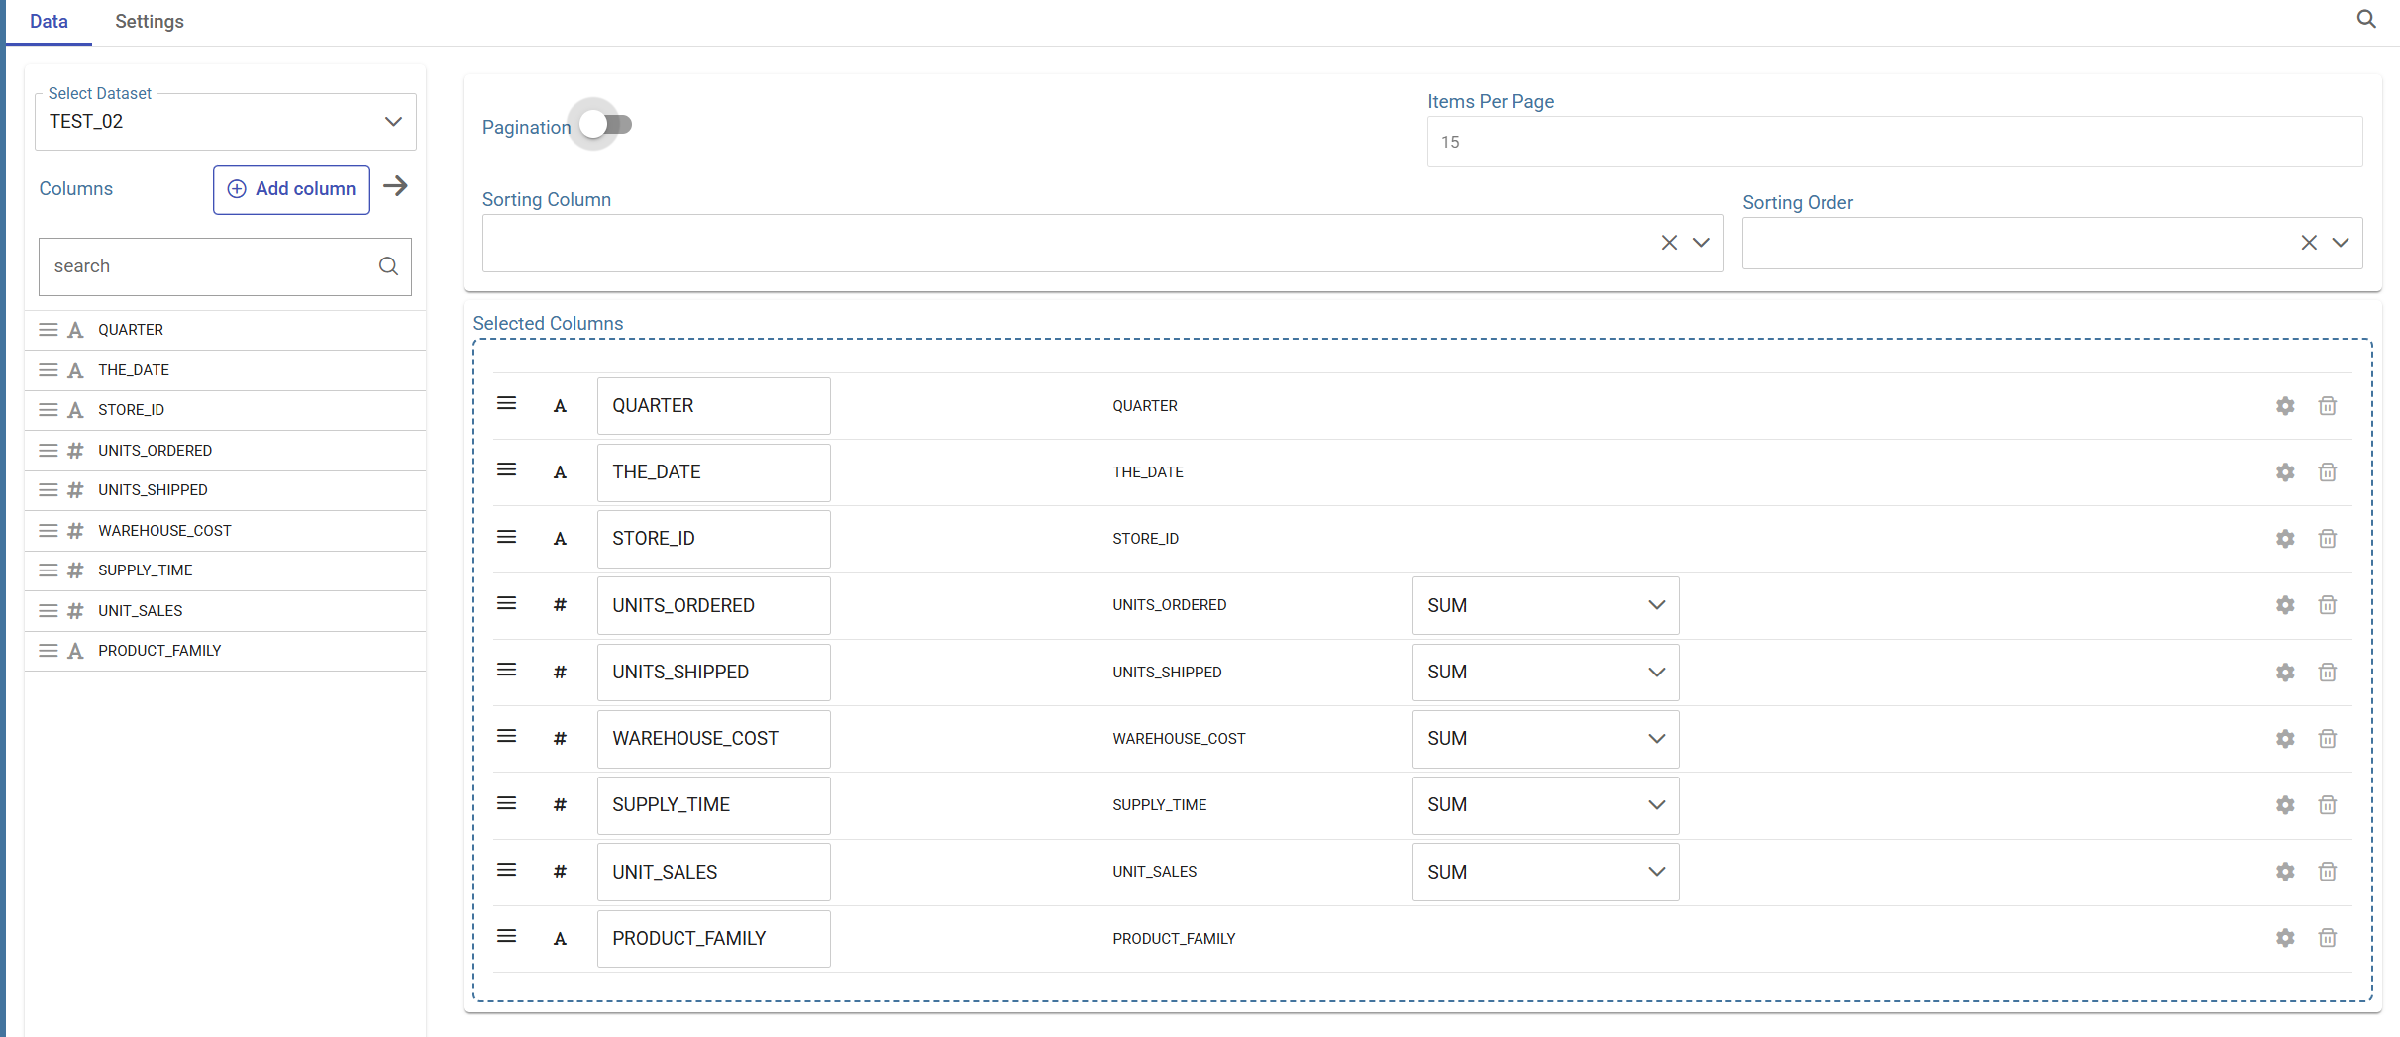 Data
Settings
Select Dataset
TEST_02
Columns
Add column
search
QUARTER
THE_DATE
STORE_ID
UNITS_ORDERED
UNITS_SHIPPED
WAREHOUSE_COST
SUPPLY_TIME
UNIT_SALES
PRODUCT_FAMILY
Pagination
Items Per Page
15
Sorting Column
Sorting Order
Selected Columns
A QUARTER QUARTER
A THE_DATE THE_DATE
A STORE_ID STORE_ID
# UNITS_ORDERED UNITS_ORDERED SUM
# UNITS_SHIPPED UNITS_SHIPPED SUM
# WAREHOUSE_COST WAREHOUSE_COST SUM
# SUPPLY_TIME SUPPLY_TIME SUM
# UNIT_SALES UNIT_SALES SUM
A PRODUCT_FAMILY PRODUCT_FAMILY